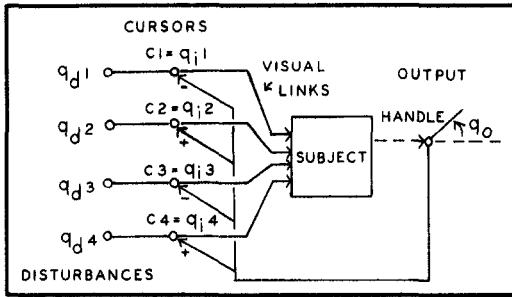 CURSORS
qd1
C1 = qi1
-
VISUAL LINKS
OUTPUT
qd2
C2 = qi2
+
HANDLE
qo
SUBJECT
qd3
C3 = qi3
-
qd4
C4 = qi4
+
DISTURBANCES